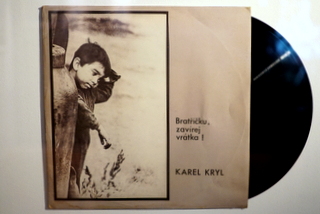 Bratříčku,
zavírej
vrátka !
KAREL KRYL